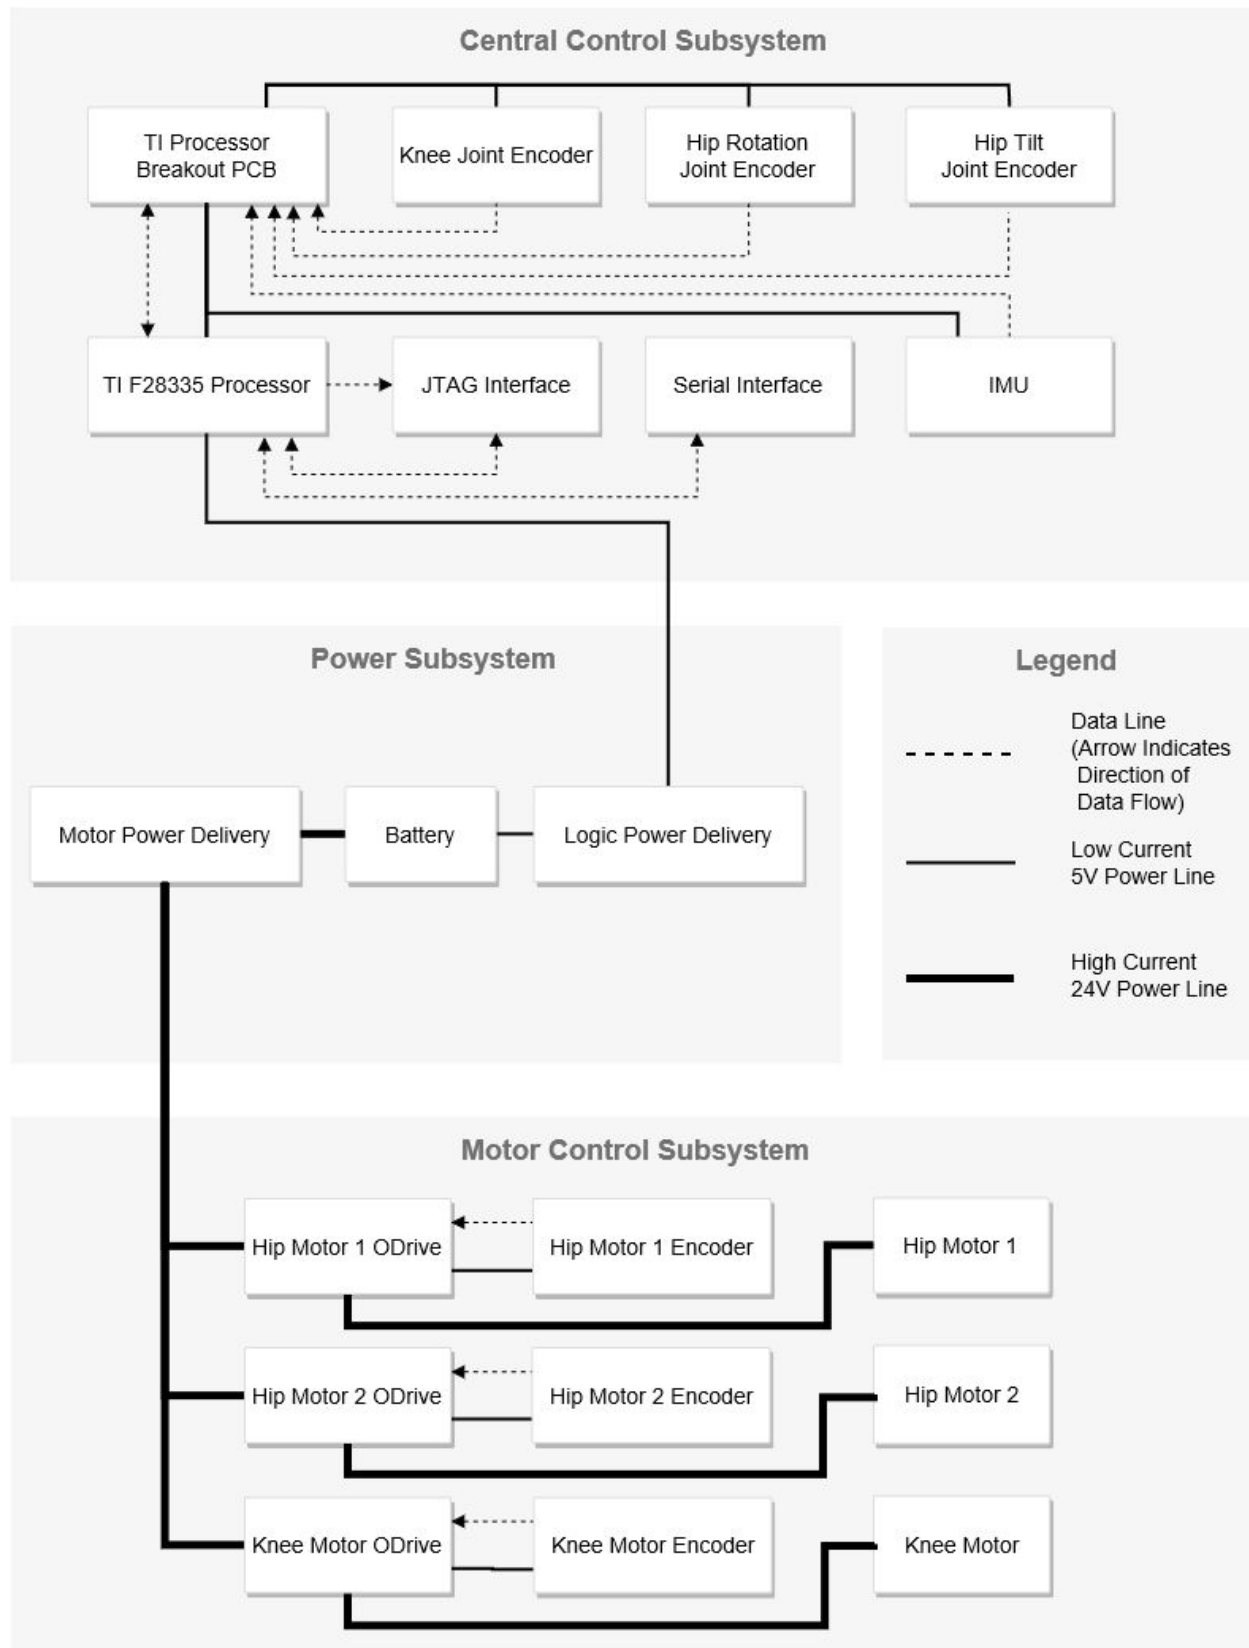 Central Control Subsystem
TI Processor
Breakout PCB
Knee Joint Encoder
Hip Rotation
Joint Encoder
Hip Tilt
Joint Encoder
TI F28335 Processor
JTAG Interface
Serial Interface
IMU
Power Subsystem
Motor Power Delivery
Battery
Logic Power Delivery
Legend
Data Line
(Arrow Indicates
Direction of
Data Flow)
Low Current
5V Power Line
High Current
24V Power Line
Motor Control Subsystem
Hip Motor 1 ODrive
Hip Motor 1 Encoder
Hip Motor 1
Hip Motor 2 ODrive
Hip Motor 2 Encoder
Hip Motor 2
Knee Motor ODrive
Knee Motor Encoder
Knee Motor